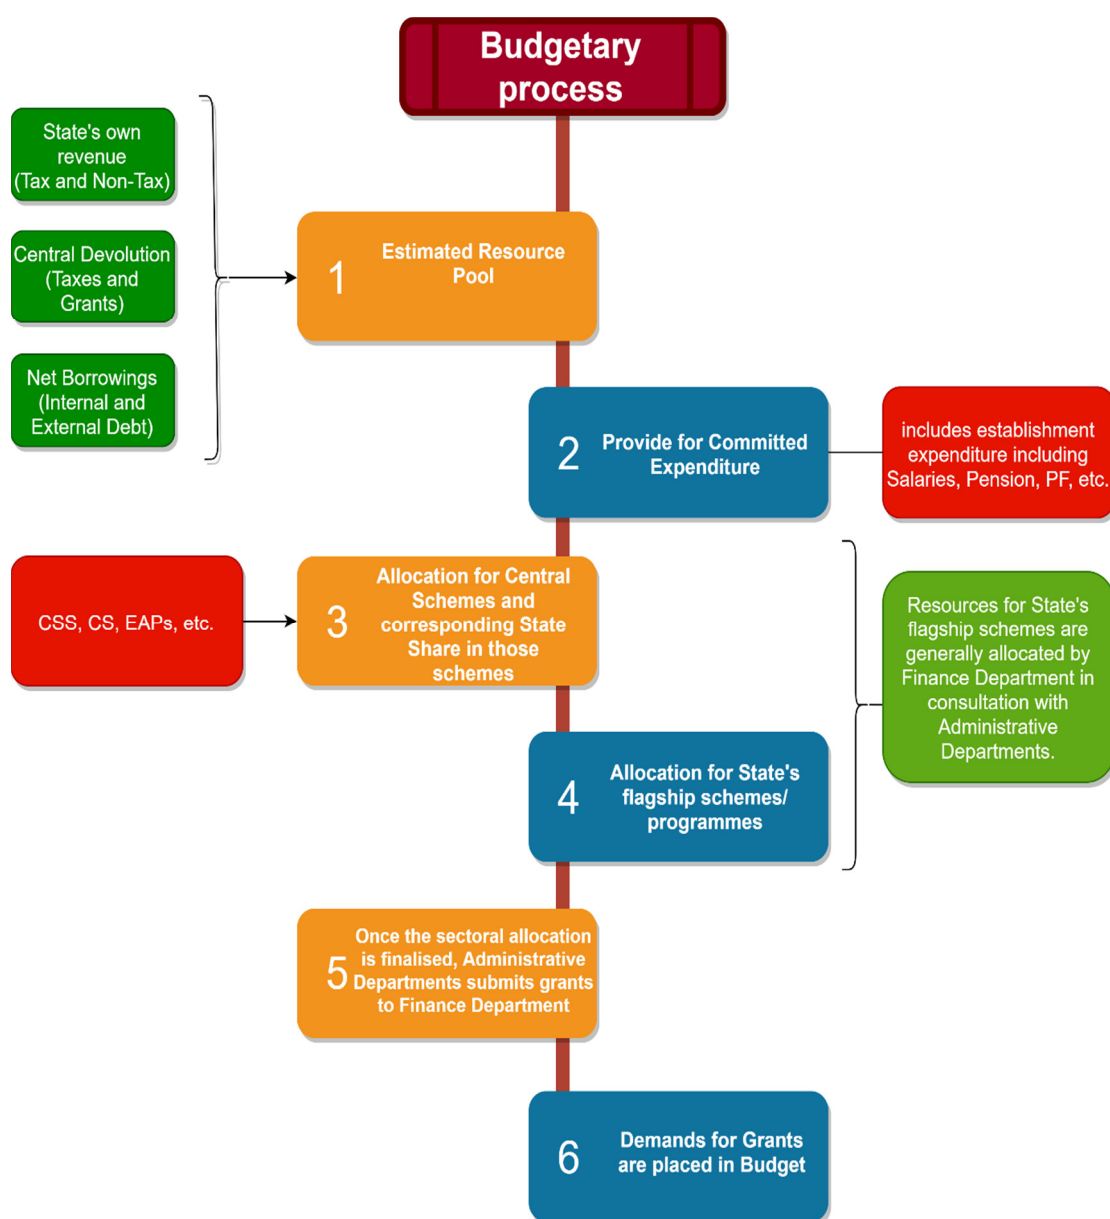 Budgetary
process
State's own
revenue
(Tax and Non-Tax)
Central Devolution
(Taxes and
Grants)
Net Borrowings
(Internal and
External Debt)
1
Estimated Resource
Pool
2
Provide for Committed
Expenditure
includes establishment
expenditure including
Salaries, Pension, PF, etc.
CSS, CS, EAPs, etc.
3
Allocation for Central
Schemes and
corresponding State
Share in those
schemes
4
Allocation for State's
flagship schemes/
programmes
Resources for State's
flagship schemes are
generally allocated by
Finance Department in
consultation with
Administrative
Departments.
5
Once the sectoral allocation
is finalised, Administrative
Departments submits grants
to Finance Department
6
Demands for Grants
are placed in Budget